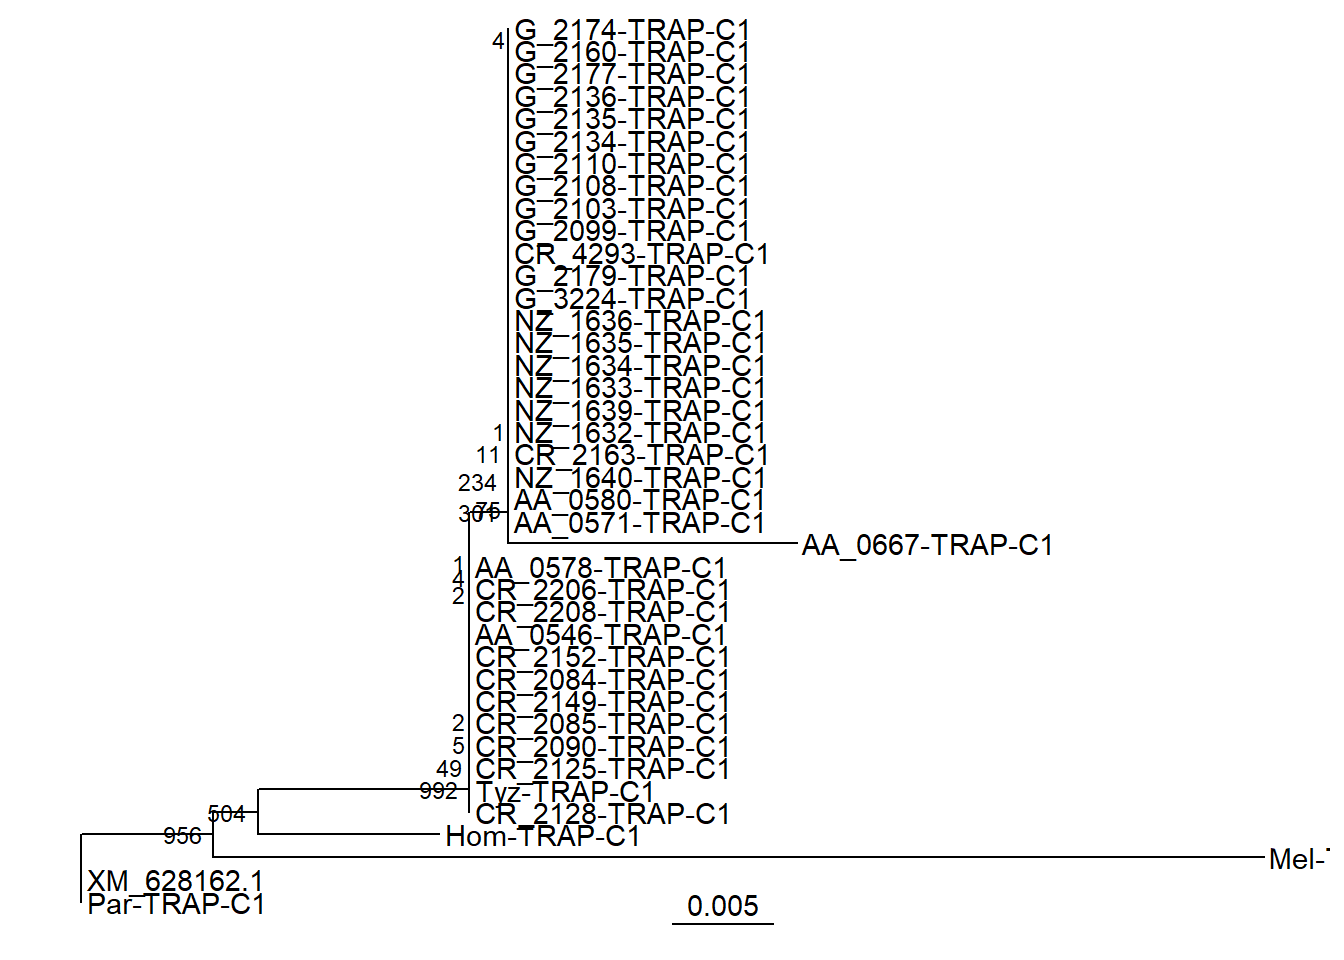 G_2174-TRAP-C1
4
G_2160-TRAP-C1
G_2177-TRAP-C1
G_2136-TRAP-C1
G_2135-TRAP-C1
G_2134-TRAP-C1
G_2110-TRAP-C1
G_2108-TRAP-C1
G_2103-TRAP-C1
G_2099-TRAP-C1
CR_4293-TRAP-C1
G_2179-TRAP-C1
G_3224-TRAP-C1
NZ_1636-TRAP-C1
NZ_1635-TRAP-C1
NZ_1634-TRAP-C1
NZ_1633-TRAP-C1
NZ_1639-TRAP-C1
1 NZ_1632-TRAP-C1
11 CR_2163-TRAP-C1
234 NZ_1640-TRAP-C1
AA_0580-TRAP-C1
301 75
AA_0571-TRAP-C1
AA_0667-TRAP-C1
1 AA_0578-TRAP-C1
4
CR_2206-TRAP-C1
2
CR_2208-TRAP-C1
AA_0546-TRAP-C1
CR_2152-TRAP-C1
CR_2084-TRAP-C1
CR_2149-TRAP-C1
2 CR_2085-TRAP-C1
5 CR_2090-TRAP-C1
49 CR_2125-TRAP-C1
992 Tyz-TRAP-C1
504 CR_2128-TRAP-C1
956 Hom-TRAP-C1
Mel-
XM_628162.1
Par-TRAP-C1
0.005